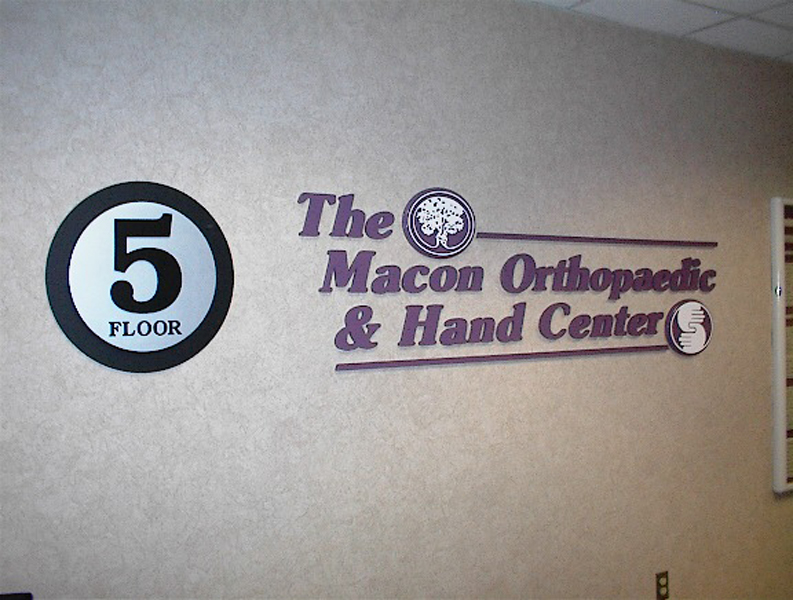 5
FLOOR
The
Macon Orthopaedic
& Hand Center